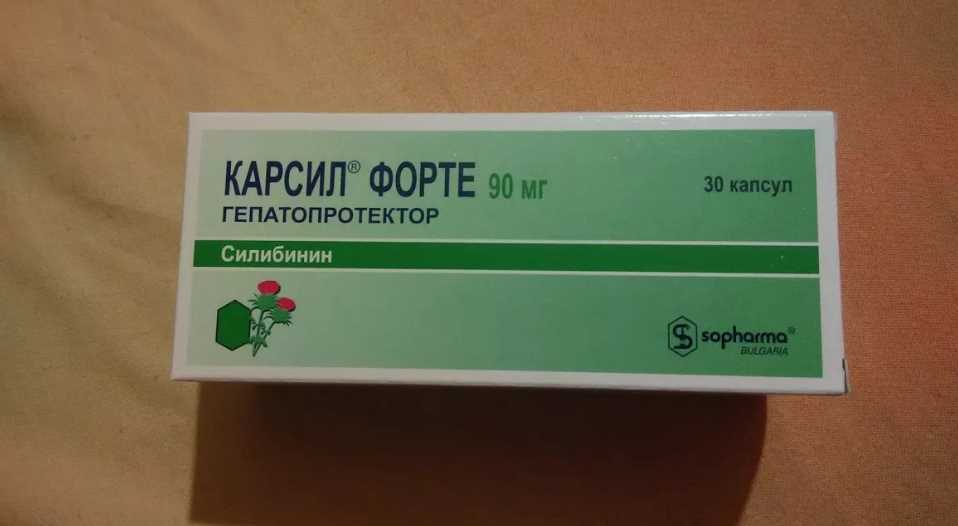 КАРСИЛ® ФОРТЕ 90 мг
30 капсул
ГЕПАТОПРОТЕКТОР
Силибинин
sopharma®
BULGARIA